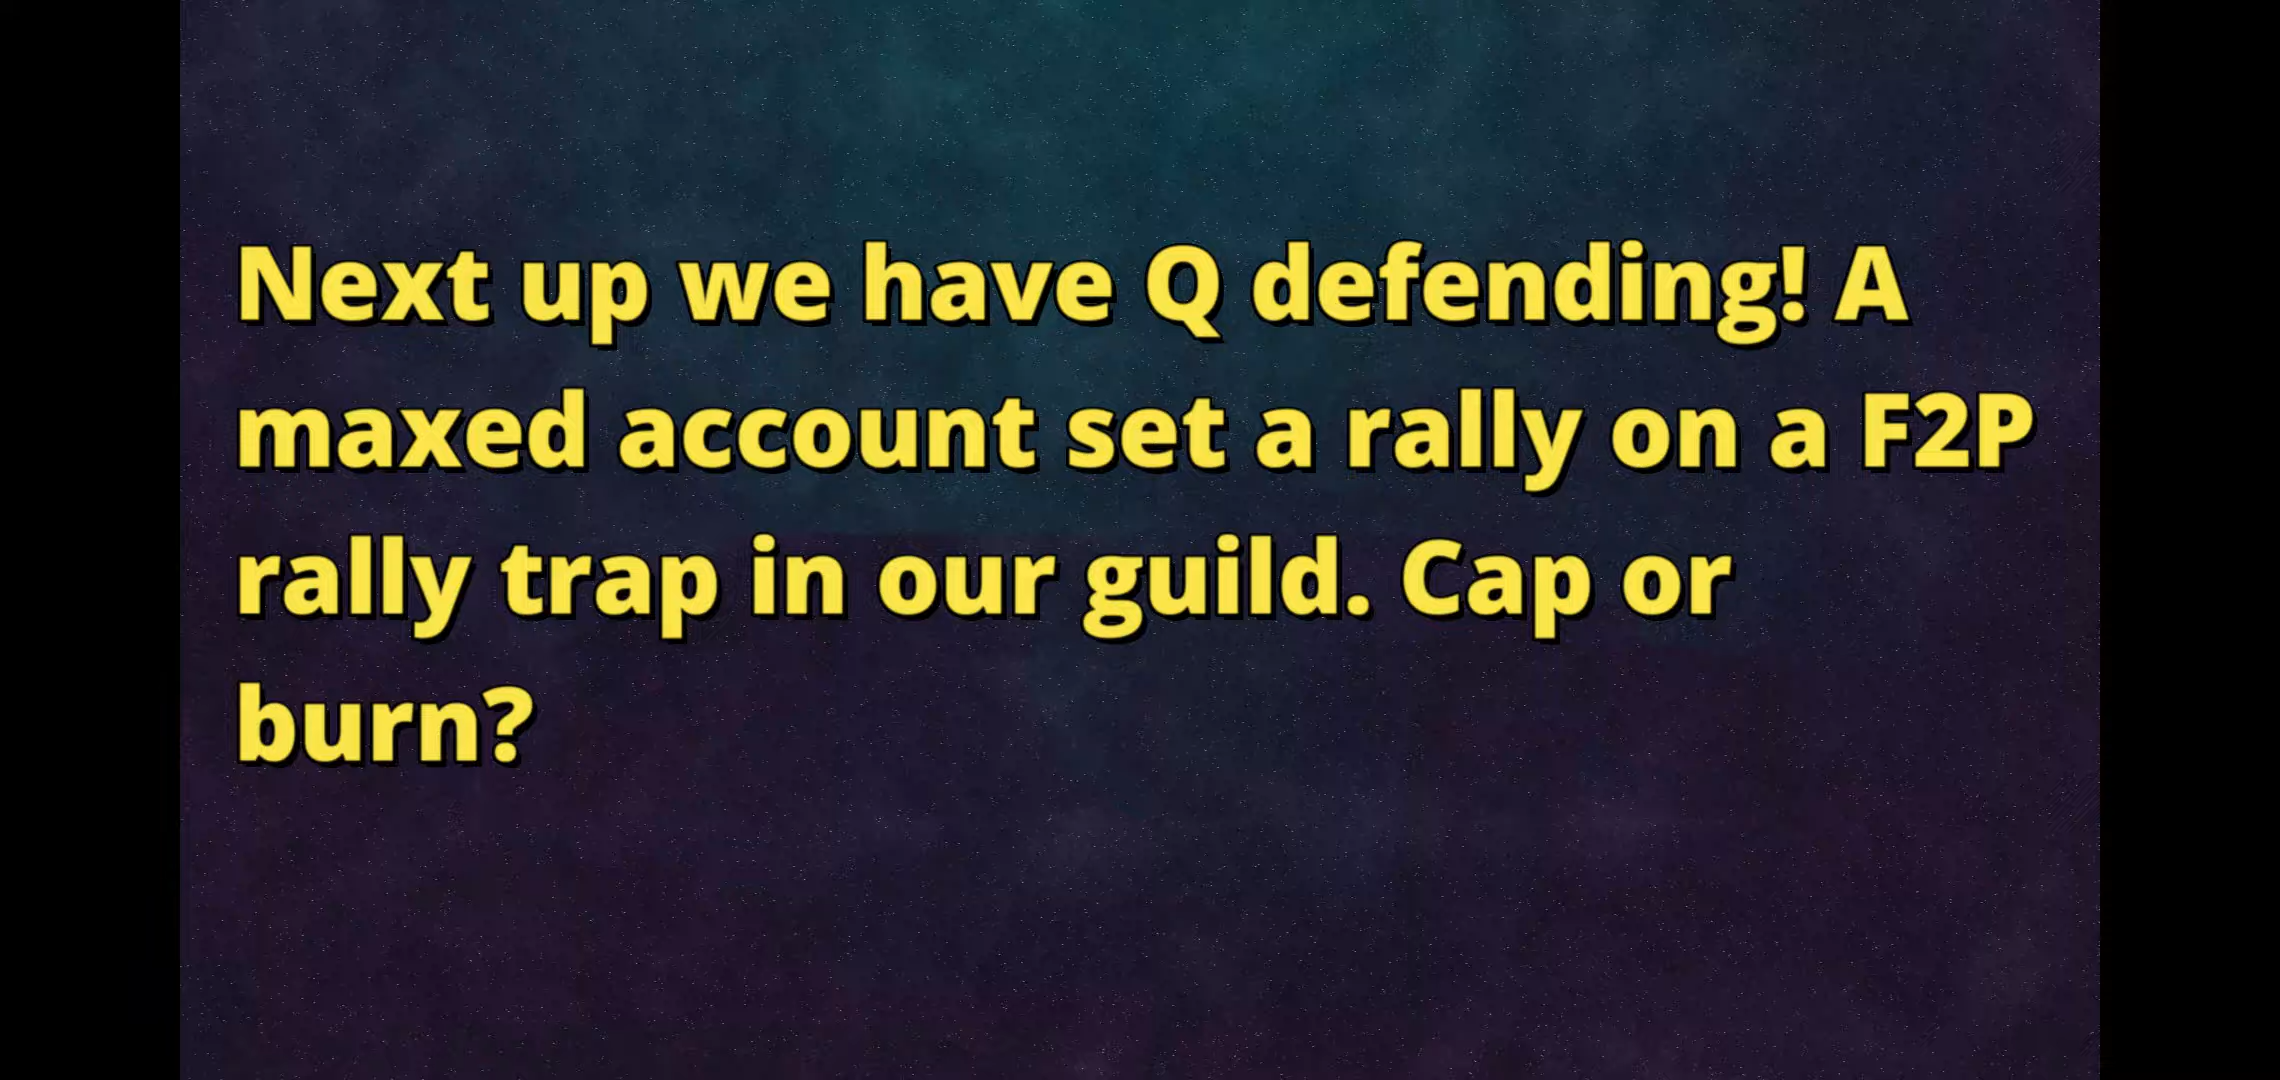 Next up we have Q defending! A
maxed account set a rally on a F2P
rally trap in our guild. Cap or
burn?